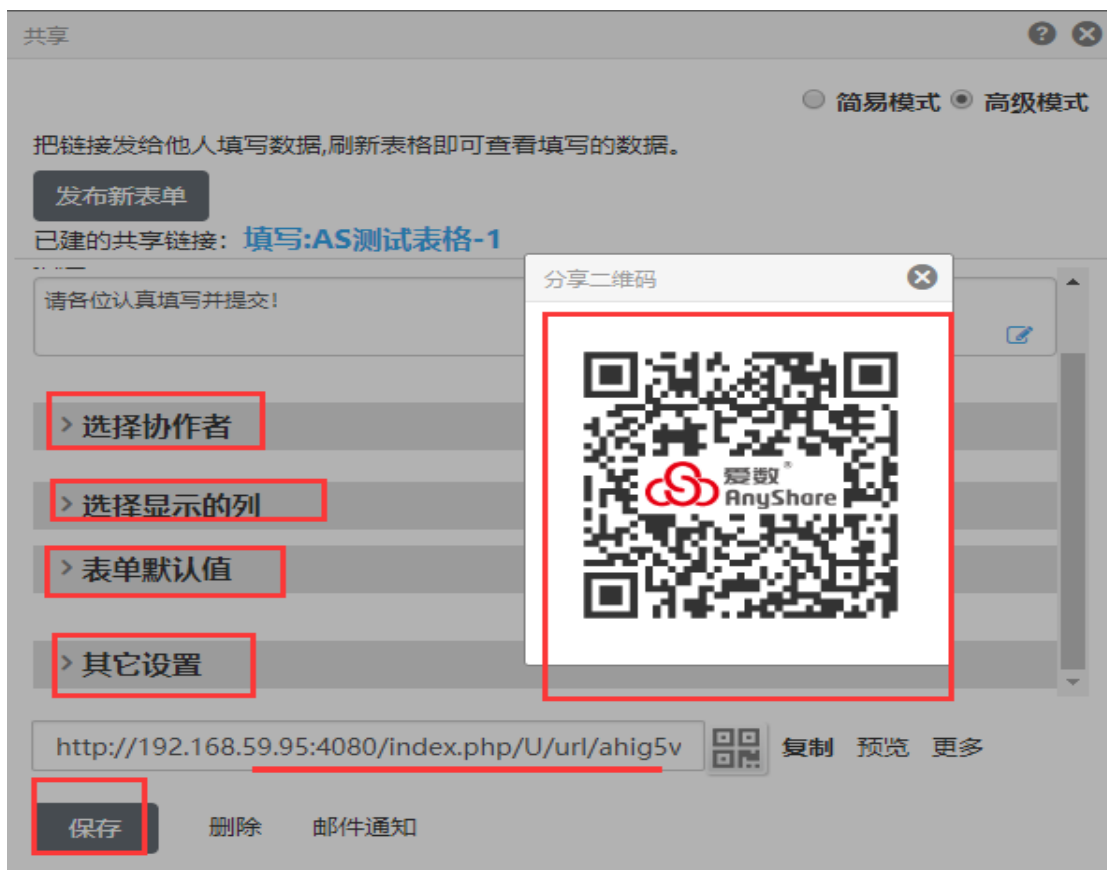 共享
简易模式 高级模式
把链接发给他人填写数据,刷新表格即可查看填写的数据。
发布新表单
已建的共享链接：填写:AS测试表格-1
分享二维码
请各位认真填写并提交！
选择协作者
爱数®
AnyShare
选择显示的列
表单默认值
其它设置
http://192.168.59.95:4080/index.php/U/url/ahig5v
复制 预览 更多
保存 删除 邮件通知